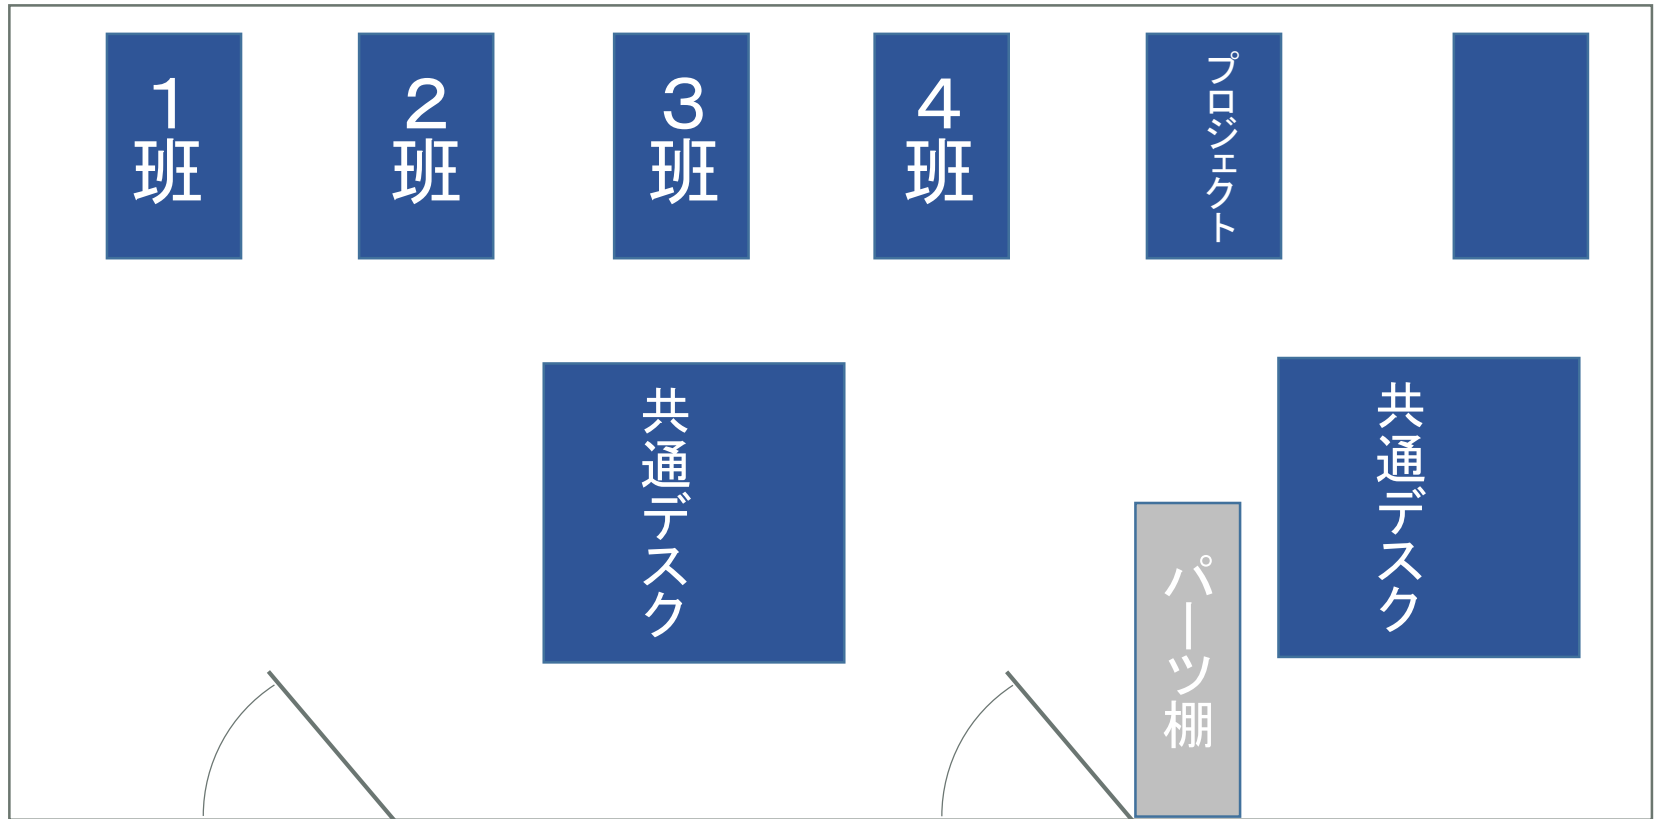 １班
２班
３班
４班
プロジェクト
共通デスク
パーツ棚
共通デスク